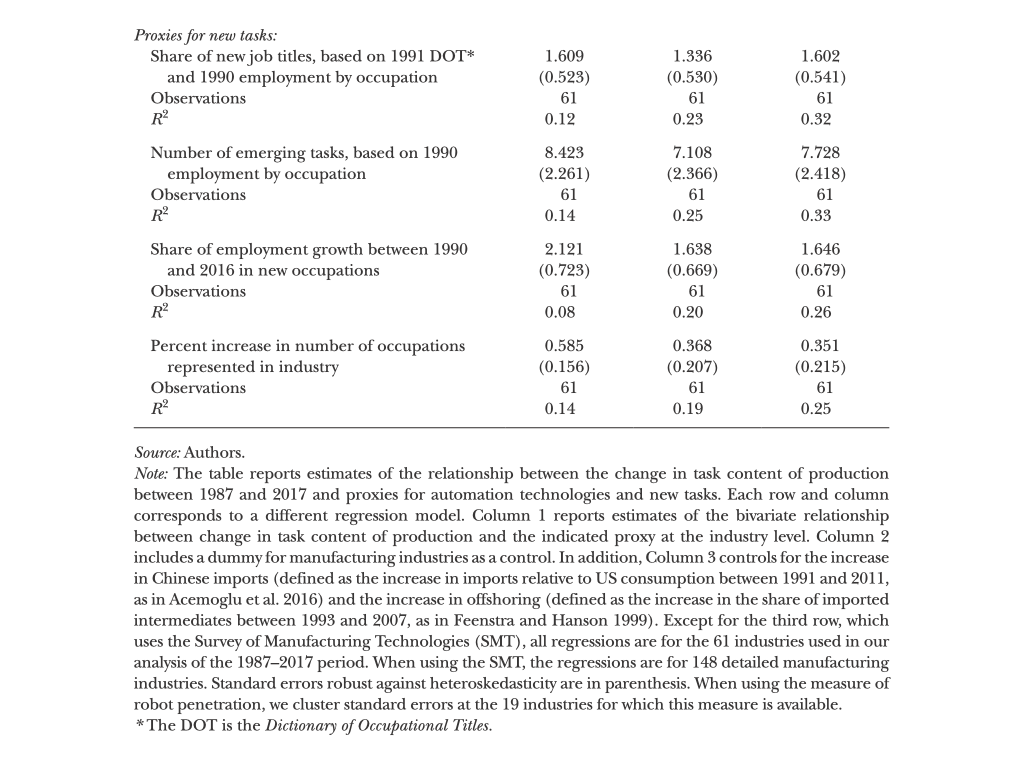 Proxies for new tasks:
Share of new job titles, based on 1991 DOT* 1.609 1.336 1.602
and 1990 employment by occupation (0.523) (0.530) (0.541)
Observations 61 61 61
R² 0.12 0.23 0.32
Number of emerging tasks, based on 1990 8.423 7.108 7.728
employment by occupation (2.261) (2.366) (2.418)
Observations 61 61 61
R² 0.14 0.25 0.33
Share of employment growth between 1990 2.121 1.638 1.646
and 2016 in new occupations (0.723) (0.669) (0.679)
Observations 61 61 61
R² 0.08 0.20 0.26
Percent increase in number of occupations 0.585 0.368 0.351
represented in industry (0.156) (0.207) (0.215)
Observations 61 61 61
R² 0.14 0.19 0.25
Source: Authors.
Note: The table reports estimates of the relationship between the change in task content of production
between 1987 and 2017 and proxies for automation technologies and new tasks. Each row and column
corresponds to a different regression model. Column 1 reports estimates of the bivariate relationship
between change in task content of production and the indicated proxy at the industry level. Column 2
includes a dummy for manufacturing industries as a control. In addition, Column 3 controls for the increase
in Chinese imports (defined as the increase in imports relative to US consumption between 1991 and 2011,
as in Acemoglu et al. 2016) and the increase in offshoring (defined as the increase in the share of imported
intermediates between 1993 and 2007, as in Feenstra and Hanson 1999). Except for the third row, which
uses the Survey of Manufacturing Technologies (SMT), all regressions are for the 61 industries used in our
analysis of the 1987–2017 period. When using the SMT, the regressions are for 148 detailed manufacturing
industries. Standard errors robust against heteroskedasticity are in parenthesis. When using the measure of
robot penetration, we cluster standard errors at the 19 industries for which this measure is available.
* The DOT is the Dictionary of Occupational Titles.